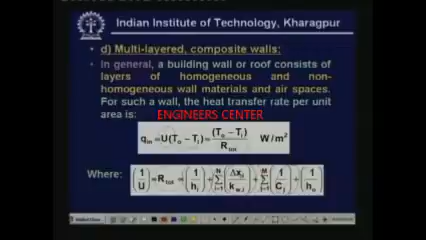 Indian Institute of Technology, Kharagpur
d) Multi-layered, composite walls:
In general, a building wall or roof consists of
layers of homogeneous and non-
homogeneous wall materials and air spaces.
For such a wall, the heat transfer rate per unit
area is:
ENGINEERS CENTER
q_in = U(T_o − T_i) = (T_o − T_i) / R_tot W/m²
Where: (1/U) = R_tot = (1/h_i) + Σ_{i=1}^{N} (Δx_i / k_{w,i}) + Σ_{j=1}^{M} (1/C_j) + (1/h_o)